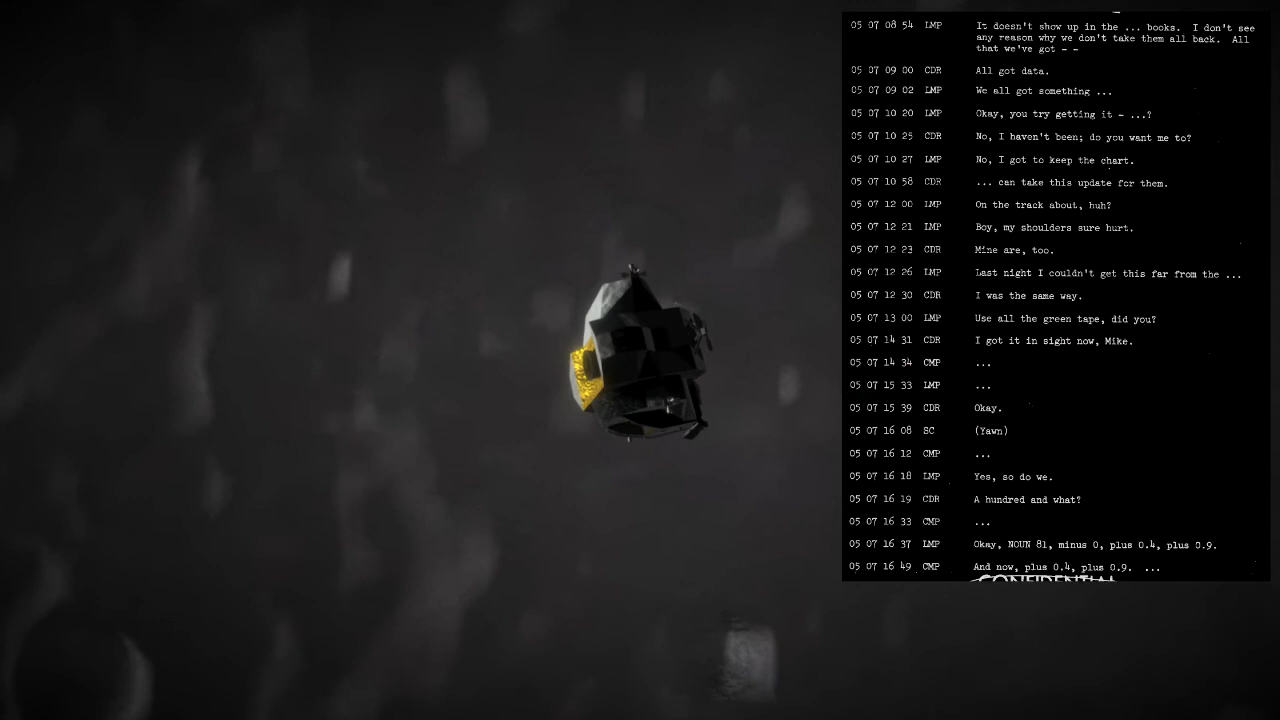 05 07 08 54 LMP It doesn't show up in the ... books. I don't see
any reason why we don't take them all back. All
that we've got - -
05 07 09 00 CDR All got data.
05 07 09 02 LMP We all got something ...
05 07 10 20 LMP Okay, you try getting it - ...?
05 07 10 25 CDR No, I haven't been; do you want me to?
05 07 10 27 LMP No, I got to keep the chart.
05 07 10 58 CDR ... can take this update for them.
05 07 12 00 LMP On the track about, huh?
05 07 12 21 LMP Boy, my shoulders sure hurt.
05 07 12 23 CDR Mine are, too.
05 07 12 26 LMP Last night I couldn't get this far from the ...
05 07 12 30 CDR I was the same way.
05 07 13 00 LMP Use all the green tape, did you?
05 07 14 31 CDR I got it in sight now, Mike.
05 07 14 34 CMP ...
05 07 15 33 LMP ...
05 07 15 39 CDR Okay.
05 07 16 08 SC (Yawn)
05 07 16 12 CMP ...
05 07 16 18 LMP Yes, so do we.
05 07 16 19 CDR A hundred and what?
05 07 16 33 CMP ...
05 07 16 37 LMP Okay, NOUN 81, minus 0, plus 0.4, plus 0.9.
05 07 16 49 CMP And now, plus 0.4, plus 0.9. ...
CONFIDENTIAL